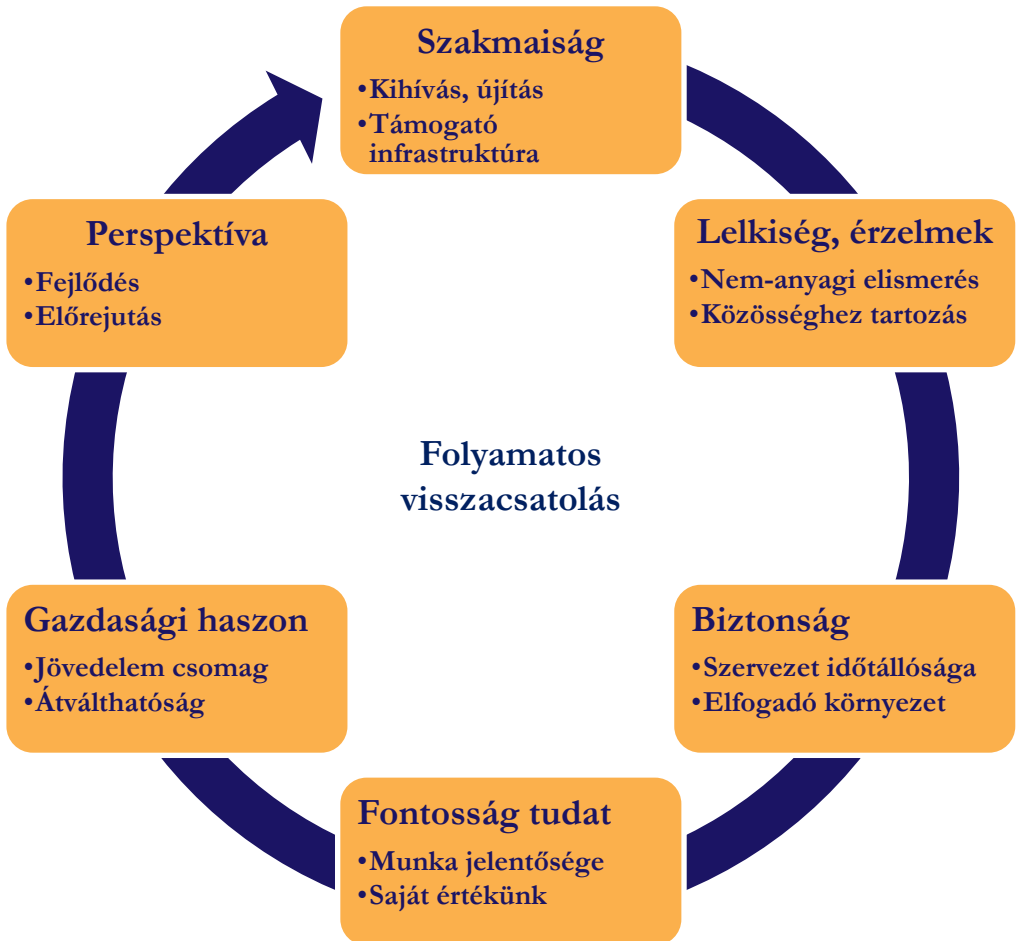 Szakmaiság
•Kihívás, újítás
•Támogató
infrastruktúra
Lelkiség, érzelmek
•Nem-anyagi elismerés
•Közösséghez tartozás
Biztonság
•Szervezet időtállósága
•Elfogadó környezet
Fontosság tudat
•Munka jelentősége
•Saját értékünk
Gazdasági haszon
•Jövedelem csomag
•Átválthatóság
Perspektíva
•Fejlődés
•Előrejutás
Folyamatos
visszacsatolás